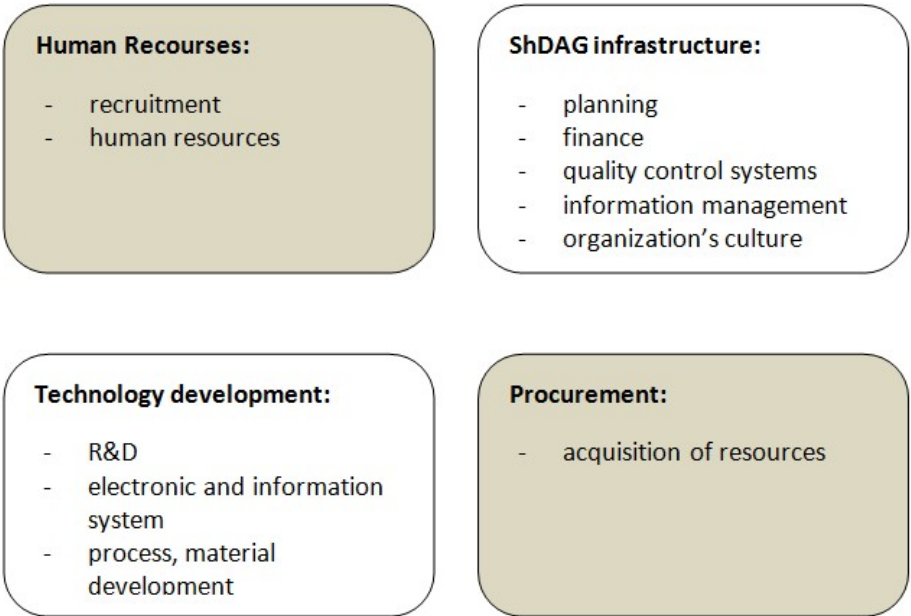 Human Recourses:
- recruitment
- human resources
ShDAG infrastructure:
- planning
- finance
- quality control systems
- information management
- organization's culture
Technology development:
- R&D
- electronic and information
system
- process, material
development
Procurement:
- acquisition of resources